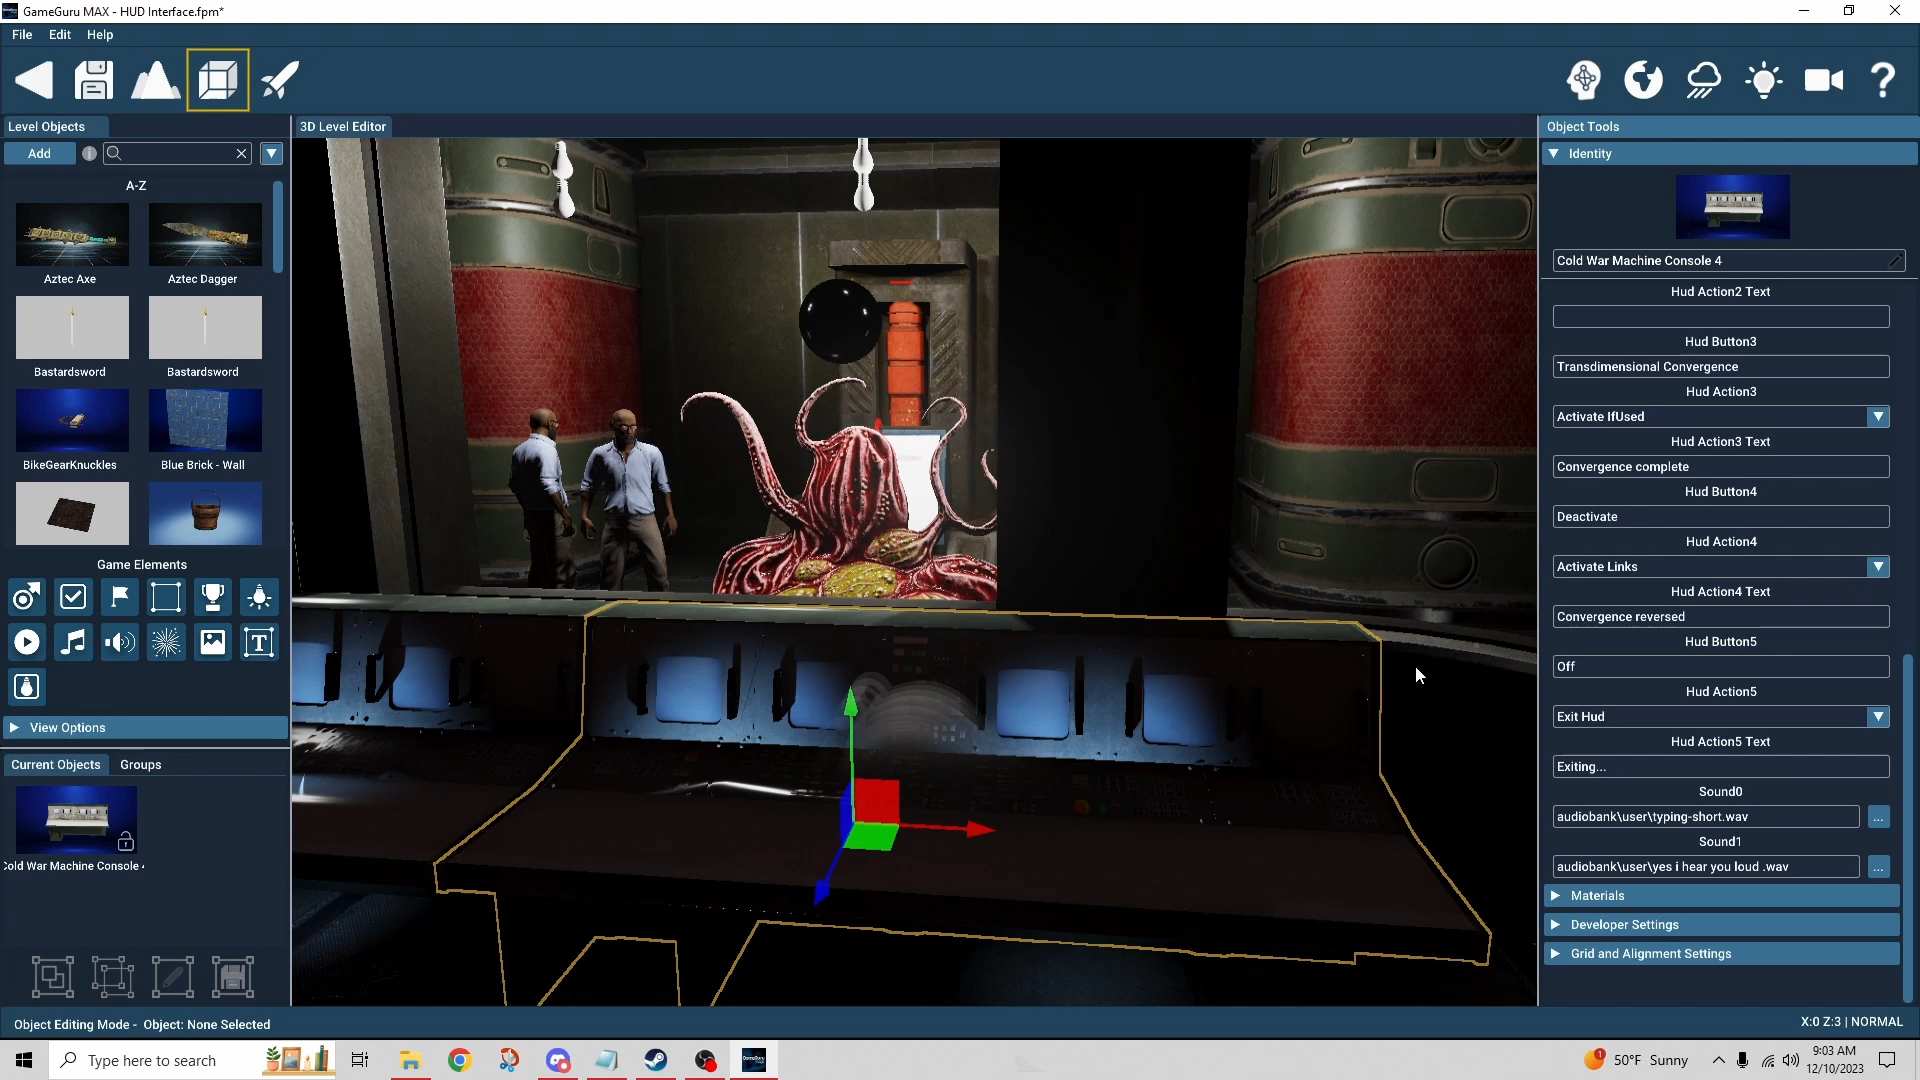 GameGuru MAX - HUD Interface.fpm*
File Edit Help
Level Objects
3D Level Editor
Object Tools
Add
Identity
A-Z
Aztec Axe
Aztec Dagger
Bastardsword
Bastardsword
BikeGearKnuckles
Blue Brick - Wall
Game Elements
View Options
Current Objects
Groups
Cold War Machine Console 4
Cold War Machine Console 4
Hud Action2 Text
Hud Button3
Transdimensional Convergence
Hud Action3
Activate IfUsed
Hud Action3 Text
Convergence complete
Hud Button4
Deactivate
Hud Action4
Activate Links
Hud Action4 Text
Convergence reversed
Hud Button5
Off
Hud Action5
Exit Hud
Hud Action5 Text
Exiting...
Sound0
audiobank\user\typing-short.wav
...
Sound1
audiobank\user\yes i hear you loud .wav
...
Materials
Developer Settings
Grid and Alignment Settings
Object Editing Mode - Object: None Selected
X:0 Z:3 | NORMAL
Type here to search
1
50°F Sunny
9:03 AM
12/10/2023